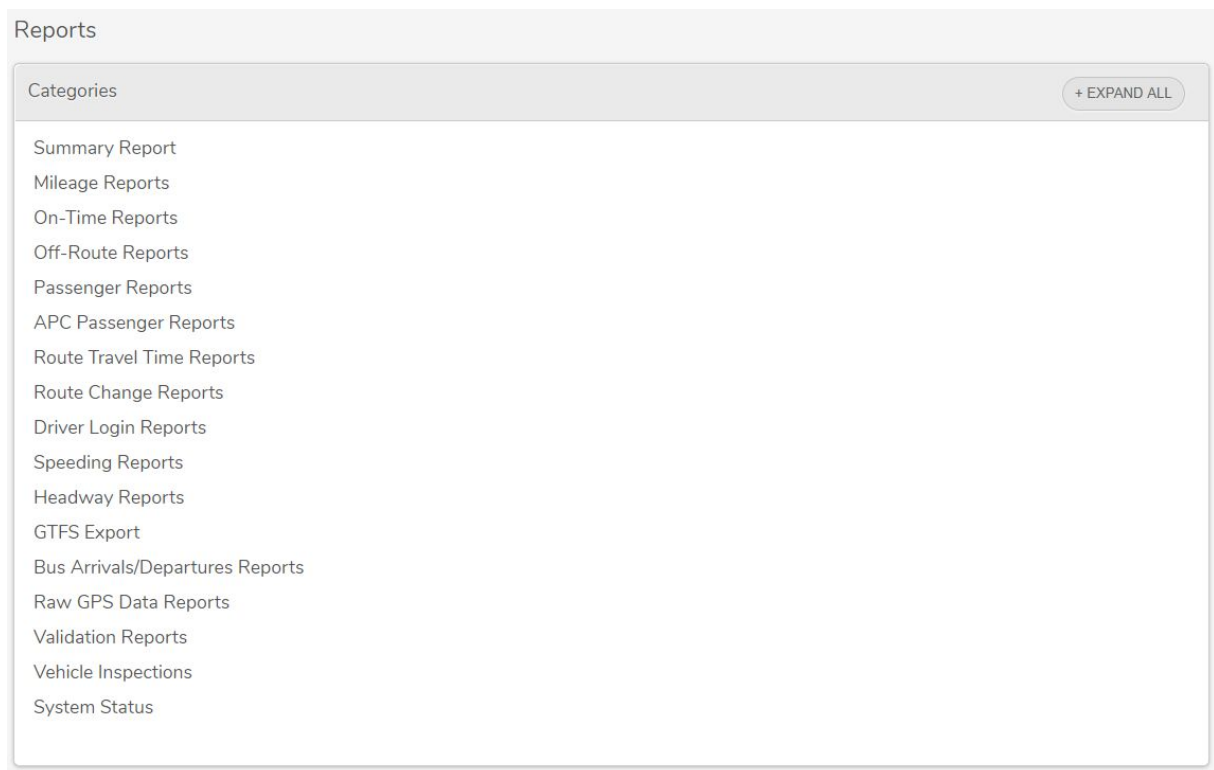 Reports
Categories
+ EXPAND ALL
Summary Report
Mileage Reports
On-Time Reports
Off-Route Reports
Passenger Reports
APC Passenger Reports
Route Travel Time Reports
Route Change Reports
Driver Login Reports
Speeding Reports
Headway Reports
GTFS Export
Bus Arrivals/Departures Reports
Raw GPS Data Reports
Validation Reports
Vehicle Inspections
System Status